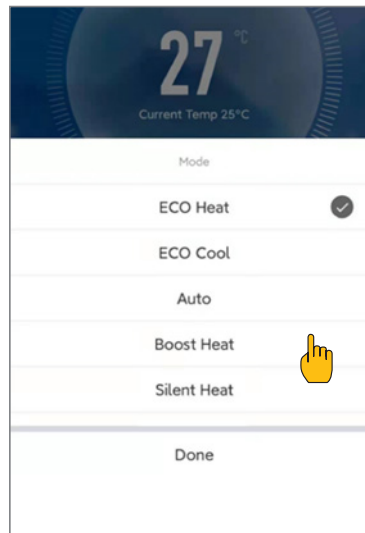 27 °C
Current Temp 25°C
Mode
ECO Heat
ECO Cool
Auto
Boost Heat
Silent Heat
Done